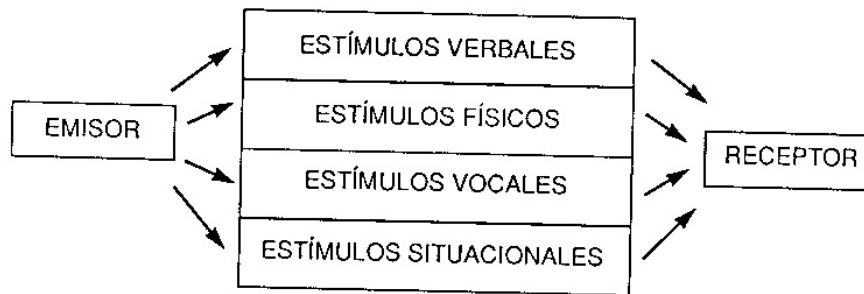 ESTÍMULOS VERBALES
ESTÍMULOS FÍSICOS
EMISOR
RECEPTOR
ESTÍMULOS VOCALES
ESTÍMULOS SITUACIONALES